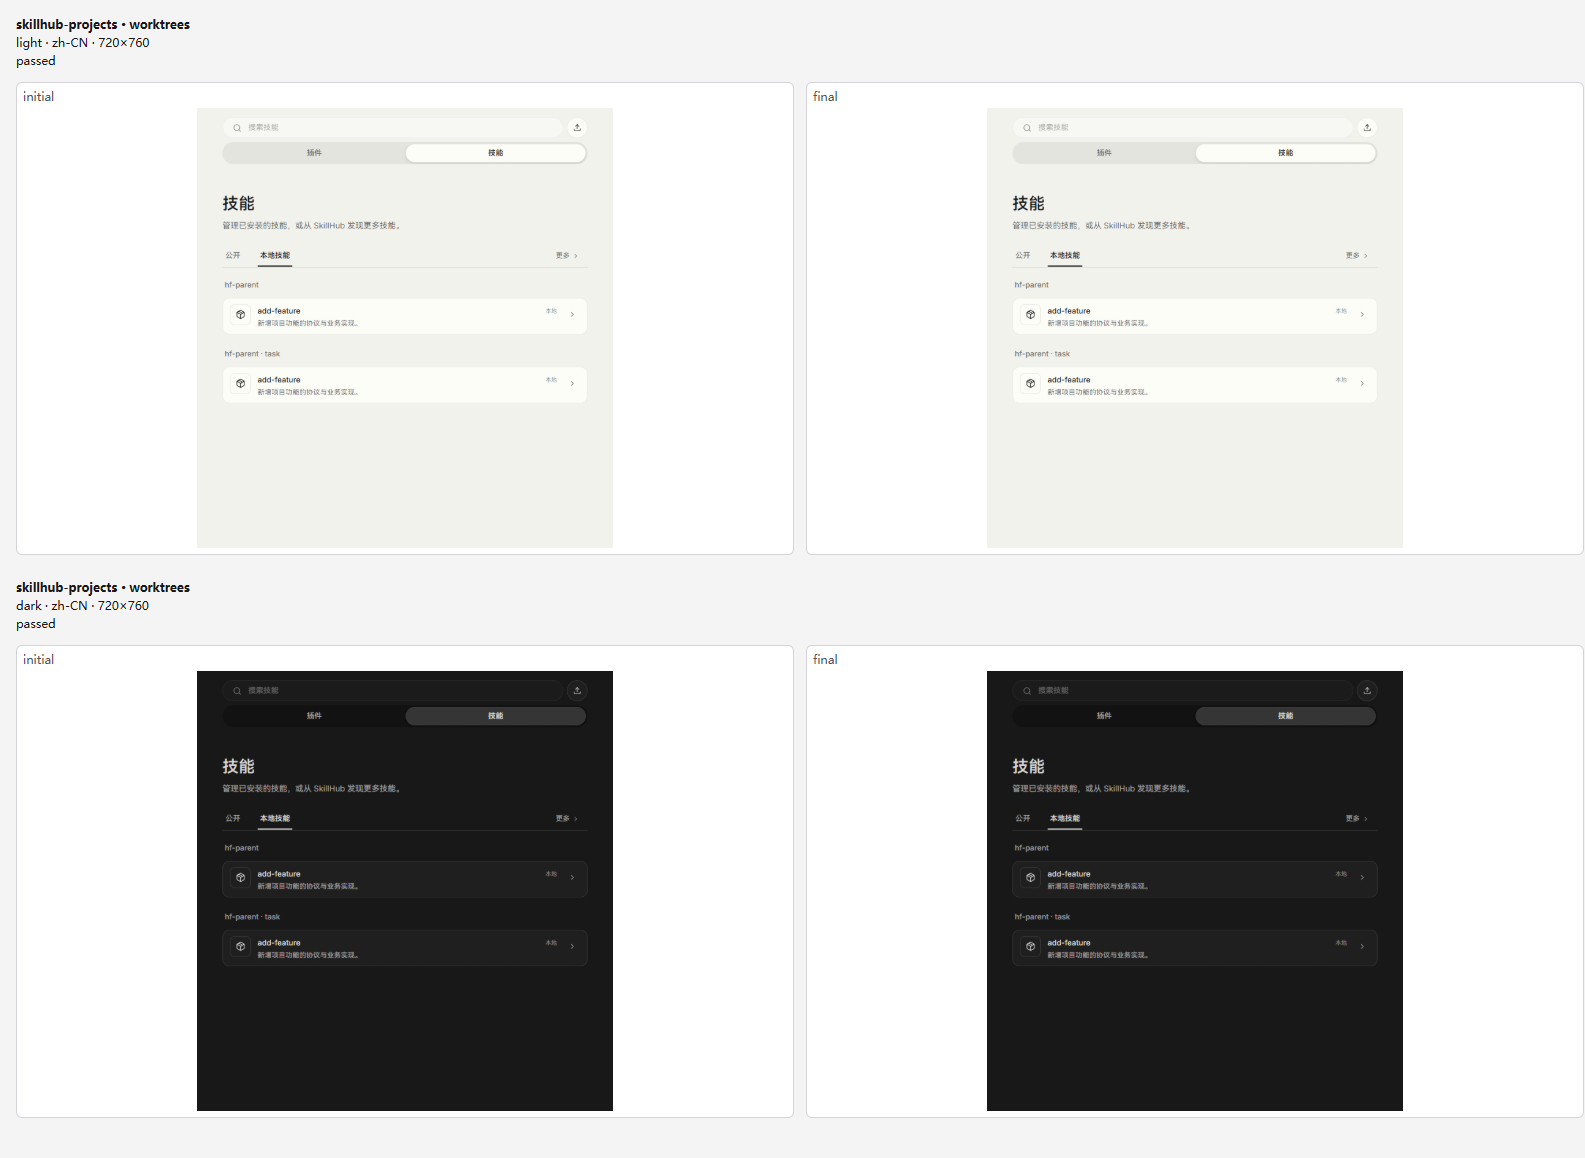 skillhub-projects • worktrees
light · zh-CN · 720×760
passed
initial
搜索技能
插件 技能
技能
管理已安装的技能，或从 SkillHub 发现更多技能。
公开 本地技能 更多
hf-parent
add-feature 本地
新增项目功能的协议与业务实现。
hf-parent · task
add-feature 本地
新增项目功能的协议与业务实现。
final
搜索技能
插件 技能
技能
管理已安装的技能，或从 SkillHub 发现更多技能。
公开 本地技能 更多
hf-parent
add-feature 本地
新增项目功能的协议与业务实现。
hf-parent · task
add-feature 本地
新增项目功能的协议与业务实现。
skillhub-projects • worktrees
dark · zh-CN · 720×760
passed
initial
搜索技能
插件 技能
技能
管理已安装的技能，或从 SkillHub 发现更多技能。
公开 本地技能 更多
hf-parent
add-feature 本地
新增项目功能的协议与业务实现。
hf-parent · task
add-feature 本地
新增项目功能的协议与业务实现。
final
搜索技能
插件 技能
技能
管理已安装的技能，或从 SkillHub 发现更多技能。
公开 本地技能 更多
hf-parent
add-feature 本地
新增项目功能的协议与业务实现。
hf-parent · task
add-feature 本地
新增项目功能的协议与业务实现。